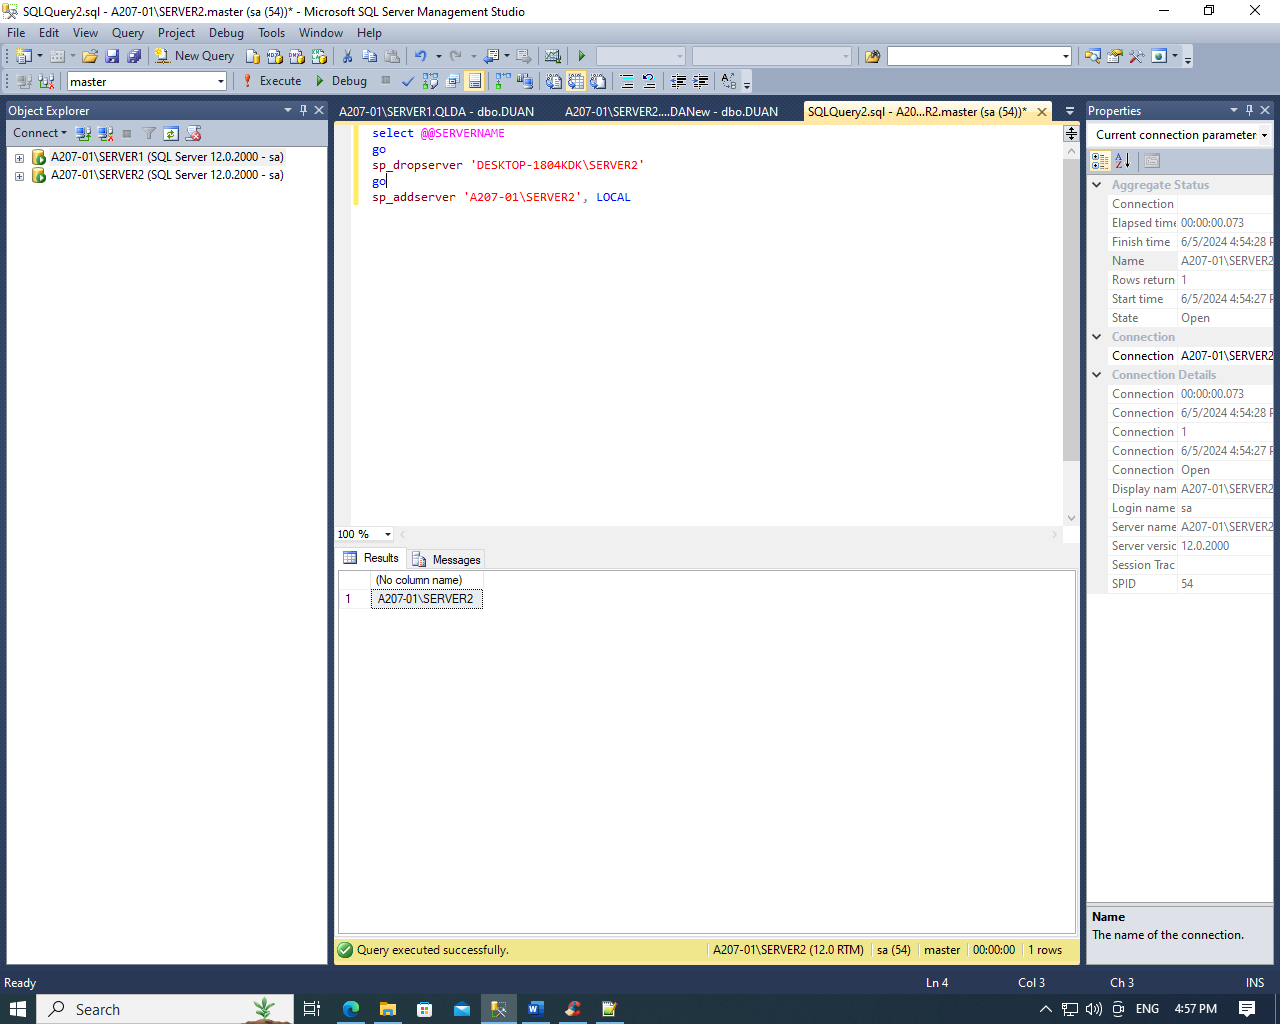 SQLQuery2.sql - A207-01\SERVER2.master (sa (54))* - Microsoft SQL Server Management Studio
File Edit View Query Project Debug Tools Window Help
New Query
master Execute Debug
Object Explorer
Connect
A207-01\SERVER1 (SQL Server 12.0.2000 - sa)
A207-01\SERVER2 (SQL Server 12.0.2000 - sa)
A207-01\SERVER1.QLDA - dbo.DUAN A207-01\SERVER2....DANew - dbo.DUAN SQLQuery2.sql - A20...R2.master (sa (54))*
select @@SERVERNAME
go
sp_dropserver 'DESKTOP-1804KDK\SERVER2'
go
sp_addserver 'A207-01\SERVER2', LOCAL
100 %
Results Messages
(No column name)
1 A207-01\SERVER2
Query executed successfully. A207-01\SERVER2 (12.0 RTM) sa (54) master 00:00:00 1 rows
Properties
Current connection parameter
Aggregate Status
Connection
Elapsed time 00:00:00.073
Finish time 6/5/2024 4:54:28 P
Name A207-01\SERVER2
Rows return 1
Start time 6/5/2024 4:54:27 P
State Open
Connection
Connection A207-01\SERVER2
Connection Details
Connection 00:00:00.073
Connection 6/5/2024 4:54:28 P
Connection 1
Connection 6/5/2024 4:54:27 P
Connection Open
Display nam A207-01\SERVER2
Login name sa
Server name A207-01\SERVER2
Server versic 12.0.2000
Session Trac
SPID 54
Name
The name of the connection.
Ready Ln 4 Col 3 Ch 3 INS
Search ENG 4:57 PM